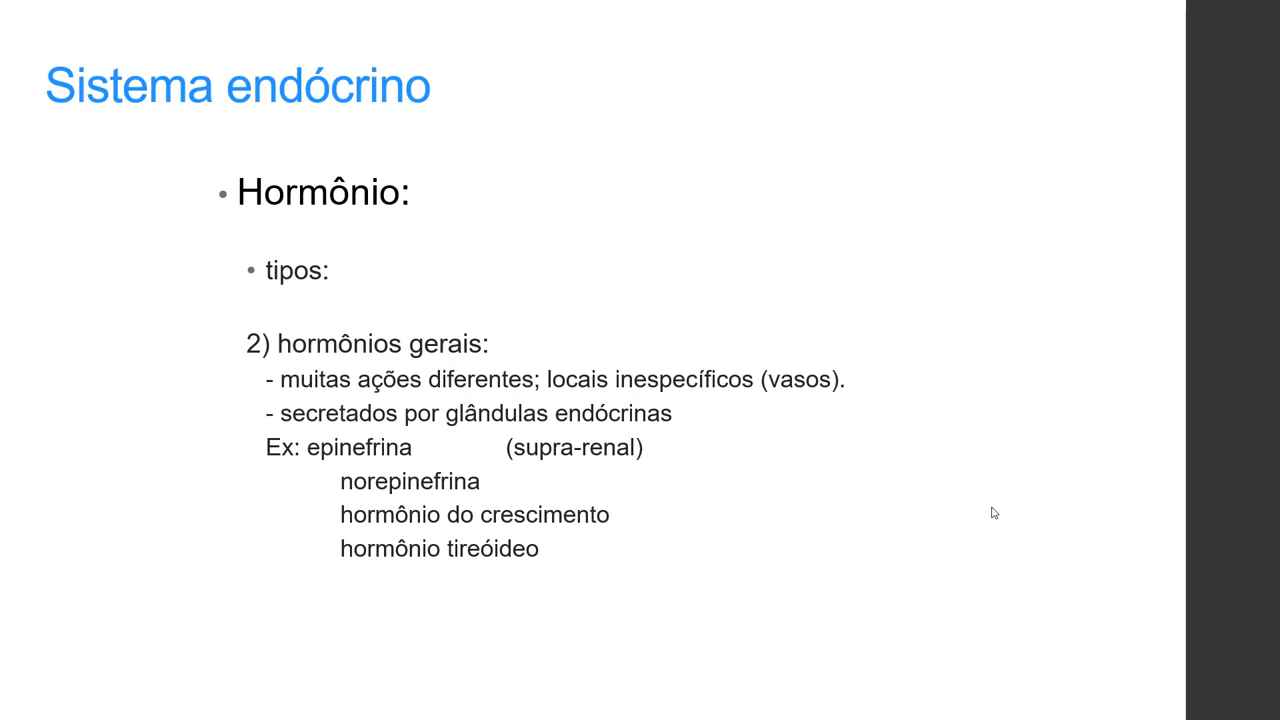 Sistema endócrino
• Hormônio:
• tipos:
2) hormônios gerais:
- muitas ações diferentes; locais inespecíficos (vasos).
- secretados por glândulas endócrinas
Ex: epinefrina (supra-renal)
norepinefrina
hormônio do crescimento
hormônio tireóideo